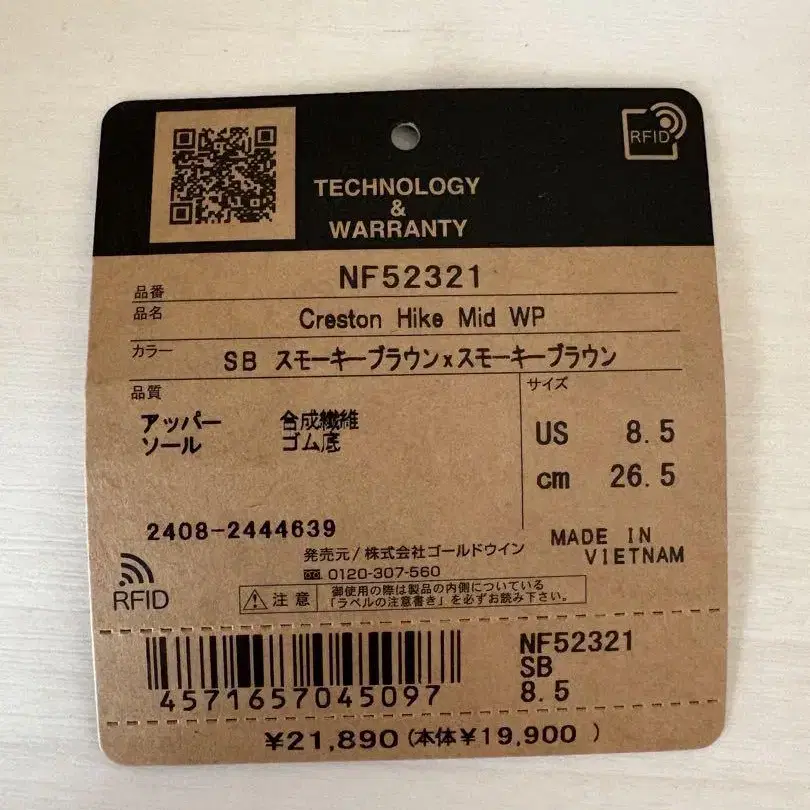 RFID
TECHNOLOGY
&
WARRANTY
品番 NF52321
品名 Creston Hike Mid WP
カラー SB スモーキーブラウンxスモーキーブラウン
品質
サイズ
アッパー 合成繊維
ソール ゴム底
US 8.5
cm 26.5
2408-2444639
MADE IN
VIETNAM
発売元/株式会社ゴールドウイン
0120-307-560
RFID
注意
御使用の際は製品の内側についている
「ラベルの注意書き」を必ずお読み下さい。
4571657045097
NF52321
SB
8.5
¥21,890(本体¥19,900 )